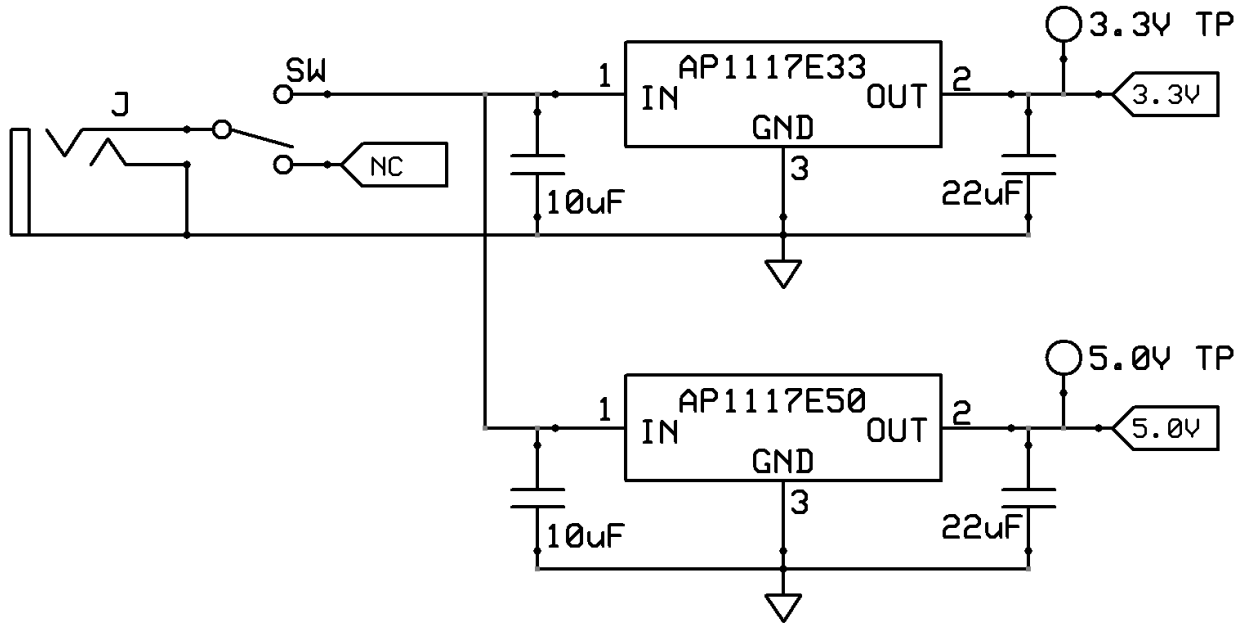 3.3V TP
SW
1
AP1117E33
2
IN
OUT
3.3V
J
GND
NC
3
10uF
22uF
5.0V TP
1
AP1117E50
2
IN
OUT
5.0V
GND
3
10uF
22uF